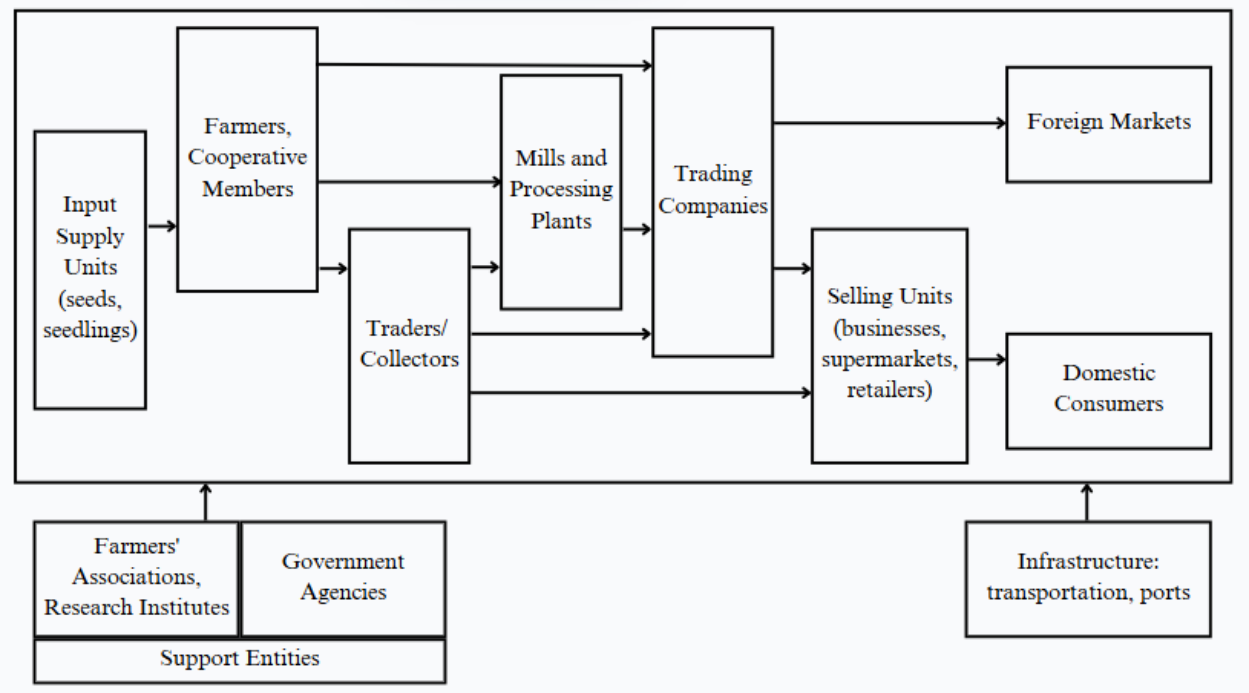 Input
Supply
Units
(seeds,
seedlings)
Farmers,
Cooperative
Members
Traders/
Collectors
Mills and
Processing
Plants
Trading
Companies
Selling Units
(businesses,
supermarkets,
retailers)
Foreign Markets
Domestic
Consumers
Farmers'
Associations,
Research Institutes
Government
Agencies
Support Entities
Infrastructure:
transportation, ports